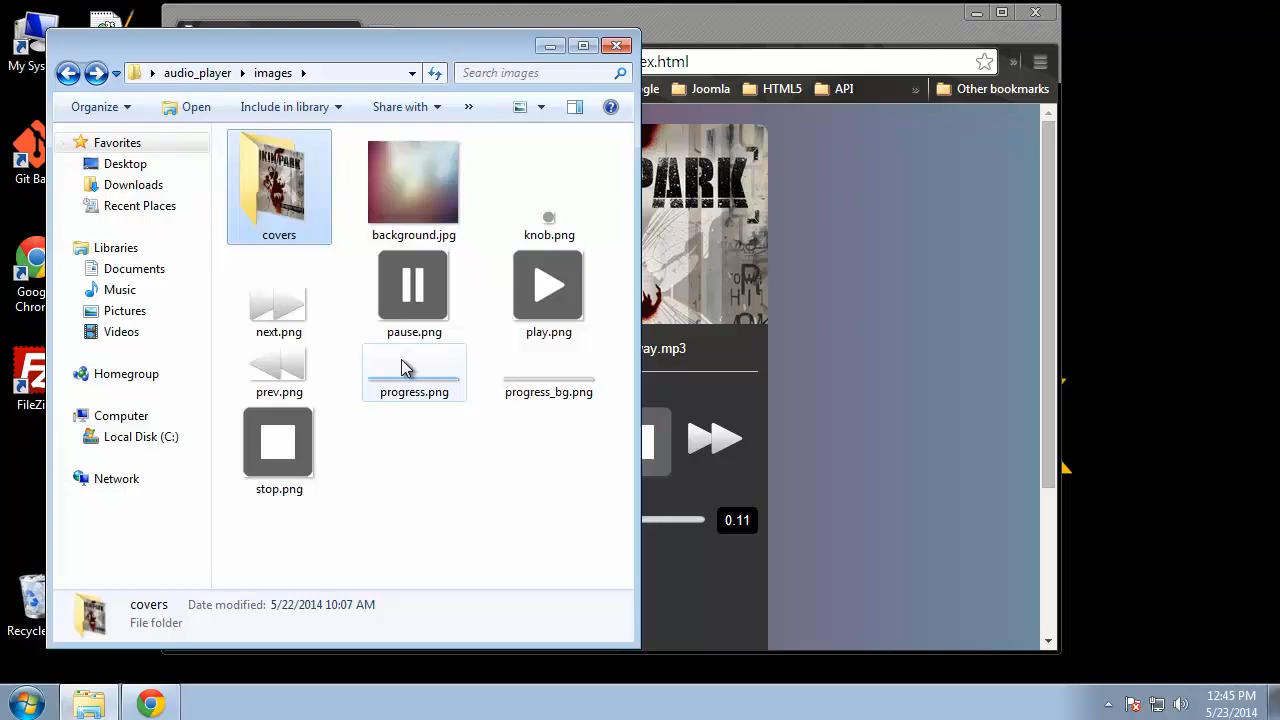 My Sys
Git Ba
Goog
Chron
FileZi
Recycle
audio_player
images
Search images
Organize
Open
Include in library
Share with
»
Favorites
Desktop
Downloads
Recent Places
Libraries
Documents
Music
Pictures
Videos
Homegroup
Computer
Local Disk (C:)
Network
covers
background.jpg
knob.png
next.png
pause.png
play.png
prev.png
progress.png
progress_bg.png
stop.png
covers Date modified: 5/22/2014 10:07 AM
File folder
ex.html
»
gle
Joomla
HTML5
API
»
Other bookmarks
PARK
way.mp3
0.11
12:45 PM
5/23/2014